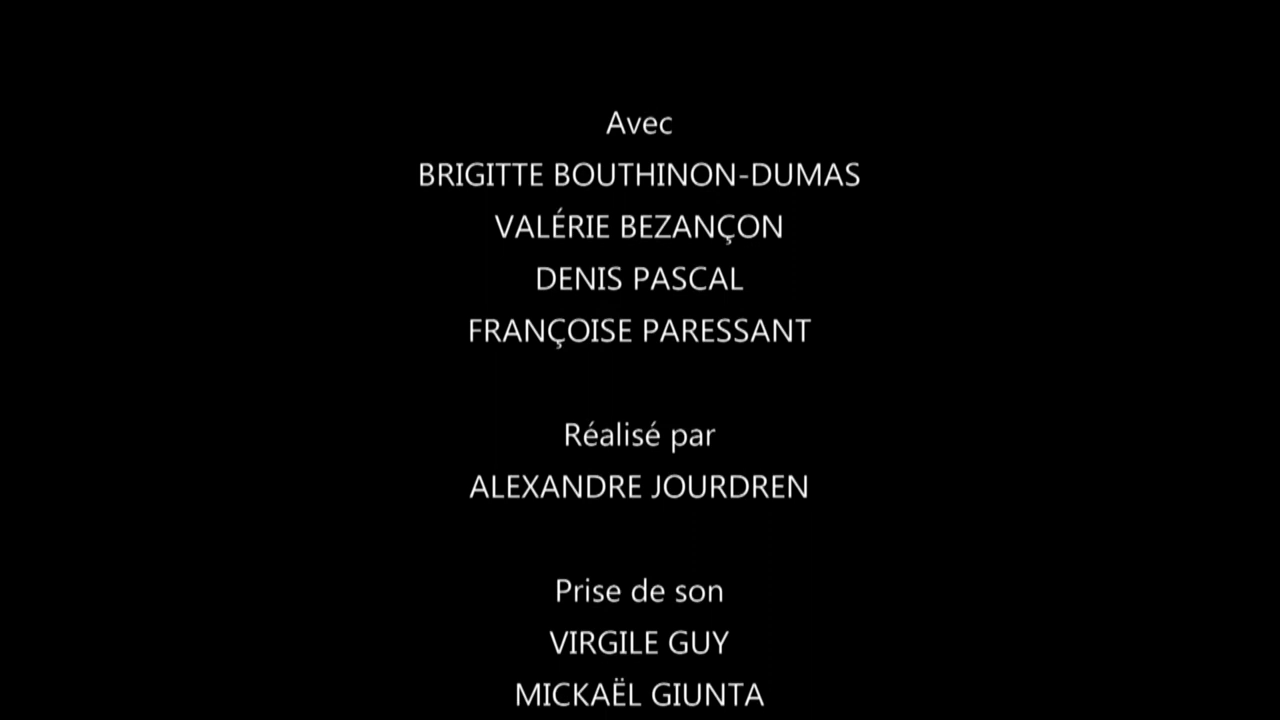 Avec
BRIGITTE BOUTHINON-DUMAS
VALÉRIE BEZANÇON
DENIS PASCAL
FRANÇOISE PARESSANT
Réalisé par
ALEXANDRE JOURDREN
Prise de son
VIRGILE GUY
MICKAËL GIUNTA